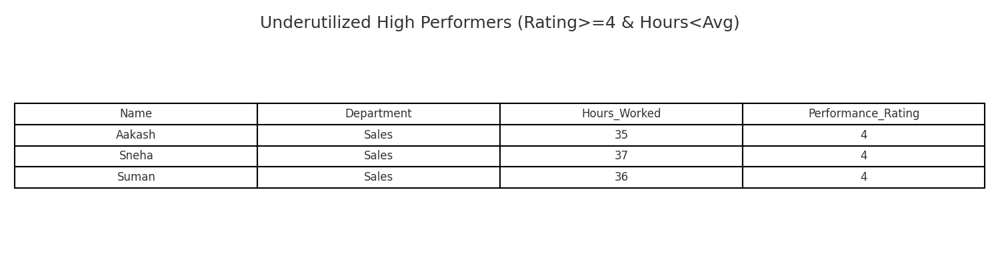 Underutilized High Performers (Rating>=4 & Hours<Avg)
Name Department Hours_Worked Performance_Rating
Aakash Sales 35 4
Sneha Sales 37 4
Suman Sales 36 4